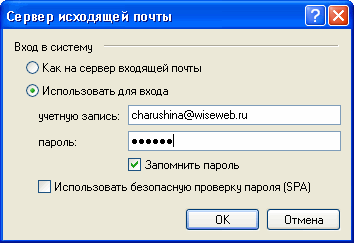 Сервер исходящей почты
Вход в систему
Как на сервер входящей почты
Использовать для входа
учетную запись: charushina@wiseweb.ru
пароль: ●●●●●●
Запомнить пароль
Использовать безопасную проверку пароля (SPA)
OK Отмена